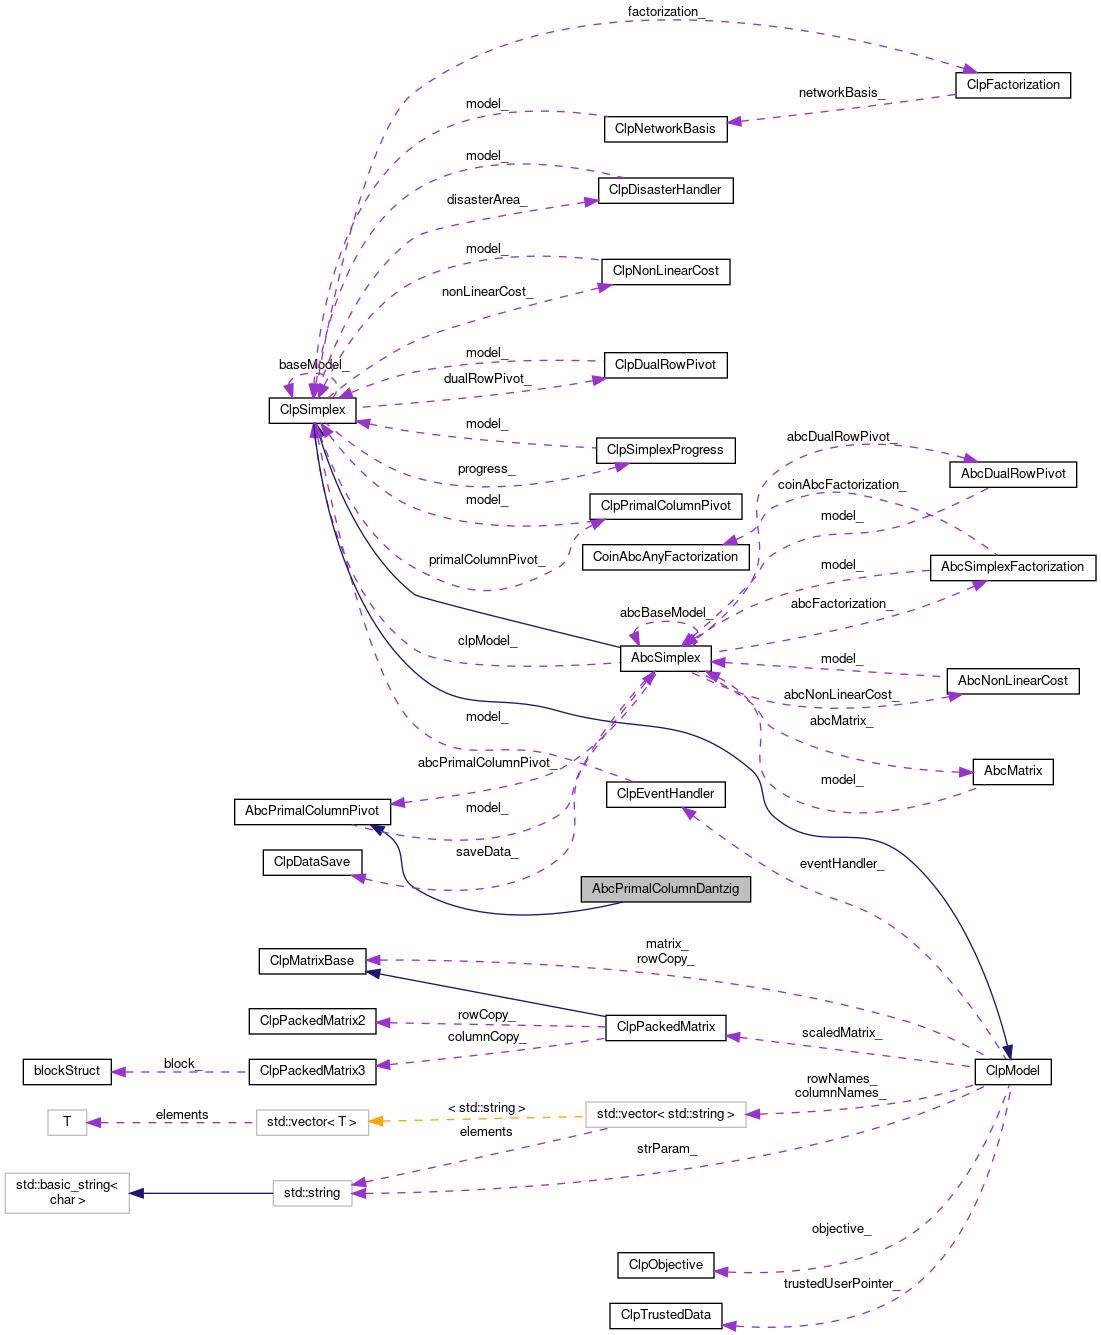 factorization_
ClpFactorization
networkBasis_
model_
ClpNetworkBasis
model_
ClpDisasterHandler
disasterArea_
model_
ClpNonLinearCost
nonLinearCost_
model_
ClpDualRowPivot
baseModel_
dualRowPivot_
ClpSimplex
model_
abcDualRowPivot_
ClpSimplexProgress
progress_
AbcDualRowPivot
coinAbcFactorization_
model_
ClpPrimalColumnPivot
model_
primalColumnPivot_
CoinAbcAnyFactorization
model_
AbcSimplexFactorization
abcBaseModel_
abcFactorization_
clpModel_
AbcSimplex
model_
AbcNonLinearCost
abcNonLinearCost_
model_
abcMatrix_
abcPrimalColumnPivot_
AbcMatrix
model_
ClpEventHandler
AbcPrimalColumnPivot
model_
saveData_
ClpDataSave
eventHandler_
AbcPrimalColumnDantzig
matrix_
rowCopy_
ClpMatrixBase
rowCopy_
ClpPackedMatrix2
ClpPackedMatrix
scaledMatrix_
columnCopy_
block_
blockStruct
ClpPackedMatrix3
ClpModel
rowNames_
columnNames_
elements
< std::string >
T
std::vector< T >
std::vector< std::string >
elements
strParam_
std::basic_string<
char >
std::string
objective_
ClpObjective
trustedUserPointer_
ClpTrustedData